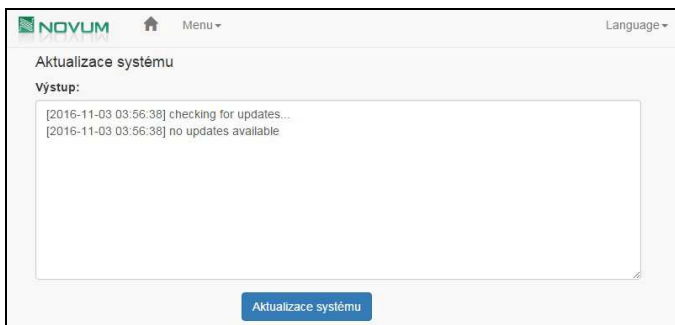 NOVUM Menu Language
Aktualizace systému
Výstup:
[2016-11-03 03:56:38] checking for updates...
[2016-11-03 03:56:38] no updates available
Aktualizace systému